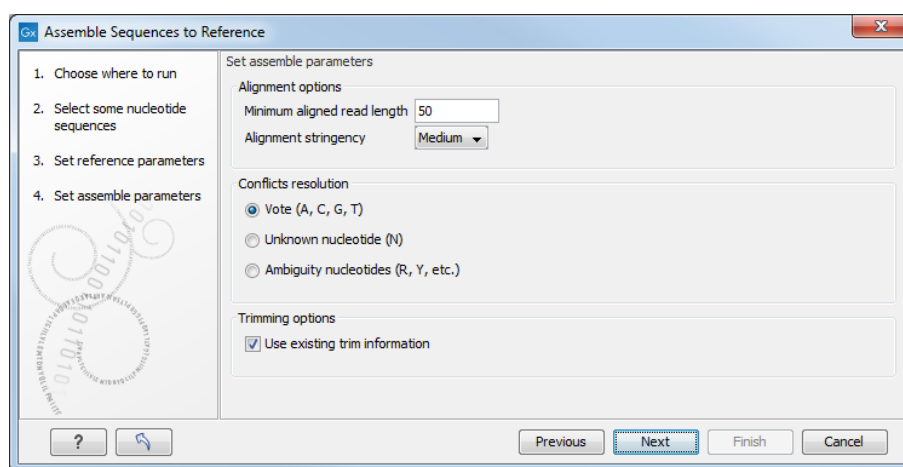 Gx Assemble Sequences to Reference
1. Choose where to run
2. Select some nucleotide
sequences
3. Set reference parameters
4. Set assemble parameters
Set assemble parameters
Alignment options
Minimum aligned read length 50
Alignment stringency Medium
Conflicts resolution
Vote (A, C, G, T)
Unknown nucleotide (N)
Ambiguity nucleotides (R, Y, etc.)
Trimming options
Use existing trim information
? Previous Next Finish Cancel